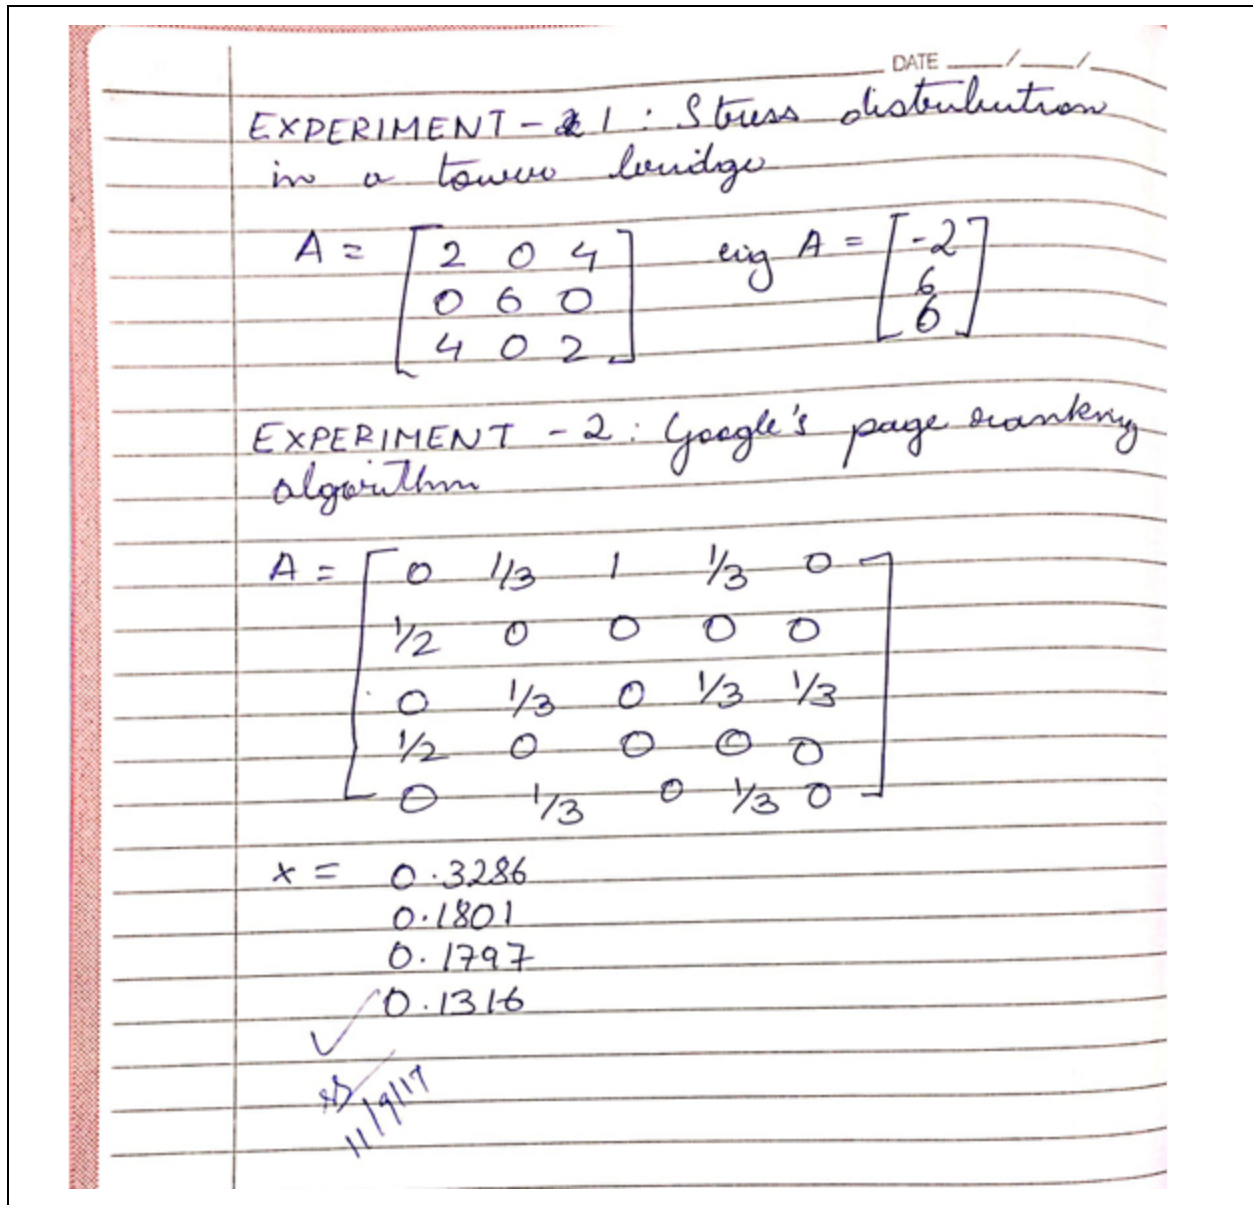 DATE __/__/__
EXPERIMENT - 1 : Stress distribution
in a tower bridge
A = [ 2 0 4 eig A = [ -2
0 6 0 6
4 0 2 ] 6 ]
EXPERIMENT - 2 : Google's page ranking
algorithm
A = [ 0 1/3 1 1/3 0
1/2 0 0 0 0
0 1/3 0 1/3 1/3
1/2 0 0 0 0
0 1/3 0 1/3 0 ]
x = 0.3286
0.1801
0.1797
0.1316
11/9/17